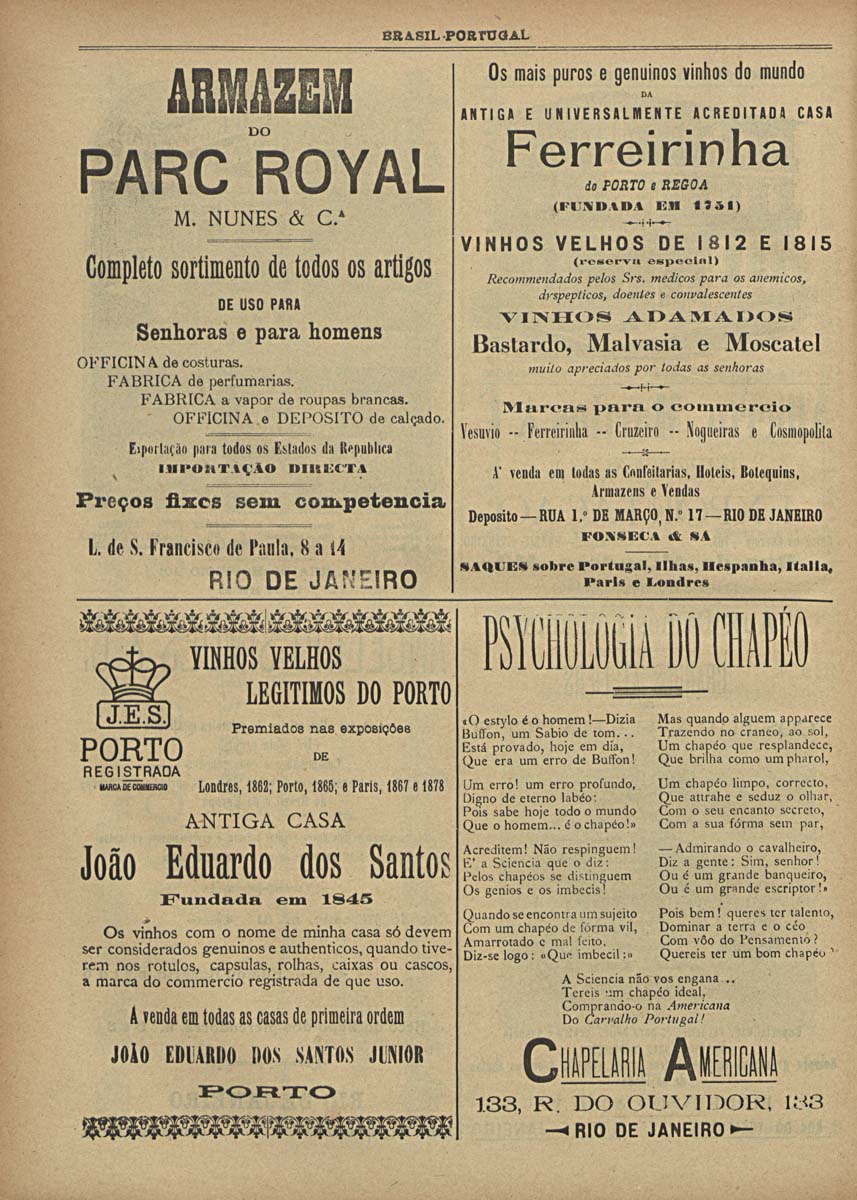 BRASIL-PORTUGAL
ARMAZEM
DO
PARC ROYAL
M. NUNES & C.ª
Completo sortimento de todos os artigos
DE USO PARA
Senhoras e para homens
OFFICINA de costuras.
FABRICA de perfumarias.
FABRICA a vapor de roupas brancas.
OFFICINA e DEPOSITO de calçado.
Exportação para todos os Estados da Republica
IMPORTAÇÃO DIRECTA
Preços fixos sem competencia
L. de S. Francisco de Paula, 8 a 14
RIO DE JANEIRO
Os mais puros e genuinos vinhos do mundo
DA
ANTIGA E UNIVERSALMENTE ACREDITADA CASA
Ferreirinha
do PORTO e REGOA
(FUNDADA EM 1751)
VINHOS VELHOS DE 1812 E 1815
(reserva especial)
Recommendados pelos Srs. medicos para os anemicos,
dyspepticos, doentes e convalescentes
VINHOS ADAMADOS
Bastardo, Malvasia e Moscatel
muito apreciados por todas as senhoras
Marcas para o commercio
Vesuvio -- Ferreirinha -- Cruzeiro -- Nogueiras e Cosmopolita
A' venda em todas as Confeitarias, Hoteis, Botequins,
Armazens e Vendas
Deposito — RUA 1.º DE MARÇO, N.º 17 — RIO DE JANEIRO
FONSECA & SÁ
SAQUES sobre Portugal, Ilhas, Hespanha, Italia,
Paris e Londres
J.E.S.
PORTO
REGISTRADA
MARCA DE COMMERCIO
VINHOS VELHOS
LEGITIMOS DO PORTO
Premiados nas exposições
DE
Londres, 1862; Porto, 1865; e Paris, 1867 e 1878
ANTIGA CASA
João Eduardo dos Santos
Fundada em 1845
Os vinhos com o nome de minha casa só devem
ser considerados genuinos e authenticos, quando tive-
rem nos rotulos, capsulas, rolhas, caixas ou cascos,
a marca do commercio registrada de que uso.
A venda em todas as casas de primeira ordem
JOÃO EDUARDO DOS SANTOS JUNIOR
PORTO
PSYCHOLOGIA DO CHAPÉO
«O estylo é o homem!—Dizia
Buffon, um Sabio de tom...
Está provado, hoje em dia,
Que era um erro de Buffon!
Um erro! um erro profundo,
Digno de eterno labéo:
Pois sabe hoje todo o mundo
Que o homem... é o chapéo!»
Acreditem! Não respinguem!
E' a Sciencia que o diz:
Pelos chapéos se distinguem
Os genios e os imbecis!
Quando se encontra um sujeito
Com um chapéo de fórma vil,
Amarrotado e mal feito,
Diz-se logo: «Que imbecil:»
Mas quando alguem apparece
Trazendo no craneo, ao sol,
Um chapéo que resplandece,
Que brilha como um pharol,
Um chapéo limpo, correcto,
Que attrahe e seduz o olhar,
Com o seu encanto secreto,
Com a sua fórma sem par,
—Admirando o cavalheiro,
Diz a gente: Sim, senhor!
Ou é um grande banqueiro,
Ou é um grande escriptor!»
Pois bem! queres ter talento,
Dominar a terra e o céo
Com vôo do Pensamento?
Quereis ter um bom chapéo?
A Sciencia não vos engana...
Tereis um chapéo ideal,
Comprando-o na Americana
Do Carvalho Portugal!
CHAPELARIA AMERICANA
133, R. DO OUVIDOR, 133
RIO DE JANEIRO